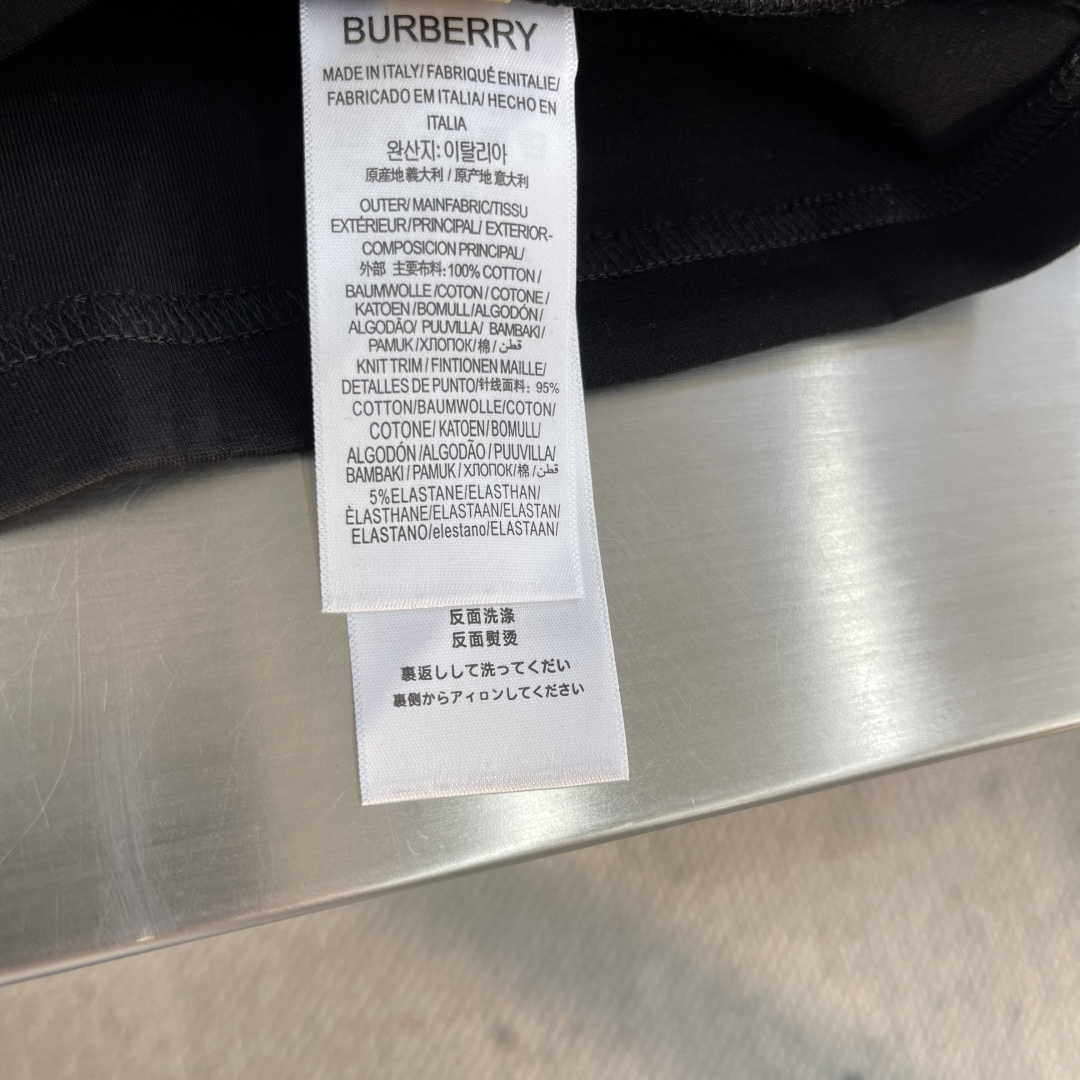 BURBERRY
MADE IN ITALY/ FABRIQUÉ ENITALIE/
FABRICADO EM ITALIA/ HECHO EN
ITALIA
완산지: 이탈리아
原産地義大利 / 原产地意大利
OUTER/ MAINFABRIC/TISSU
EXTÉRIEUR/PRINCIPAL/ EXTERIOR-
COMPOSICION PRINCIPAL/
外部 主要布料: 100% COTTON /
BAUMWOLLE /COTON / COTONE /
KATOEN /BOMULL/ALGODÓN /
ALGODÃO/ PUUVILLA/ BAMBAKI/
PAMUK /ХЛОПОК/棉/ قطن/
KNIT TRIM / FINTIONEN MAILLE/
DETALLES DE PUNTO/针线面料: 95%
COTTON/BAUMWOLLE/COTON/
COTONE/ KATOEN/BOMULL/
ALGODÓN /ALGODÃO / PUUVILLA/
BAMBAKI / PAMUK / ХЛОПОК/棉 / قطن/
5%ELASTANE/ELASTHAN/
ÈLASTHANE/ELASTAAN/ELASTAN/
ELASTANO/elestano/ELASTAAN/
反面洗涤
反面熨烫
裏返しして洗ってくだい
裏側からアィロンしてください